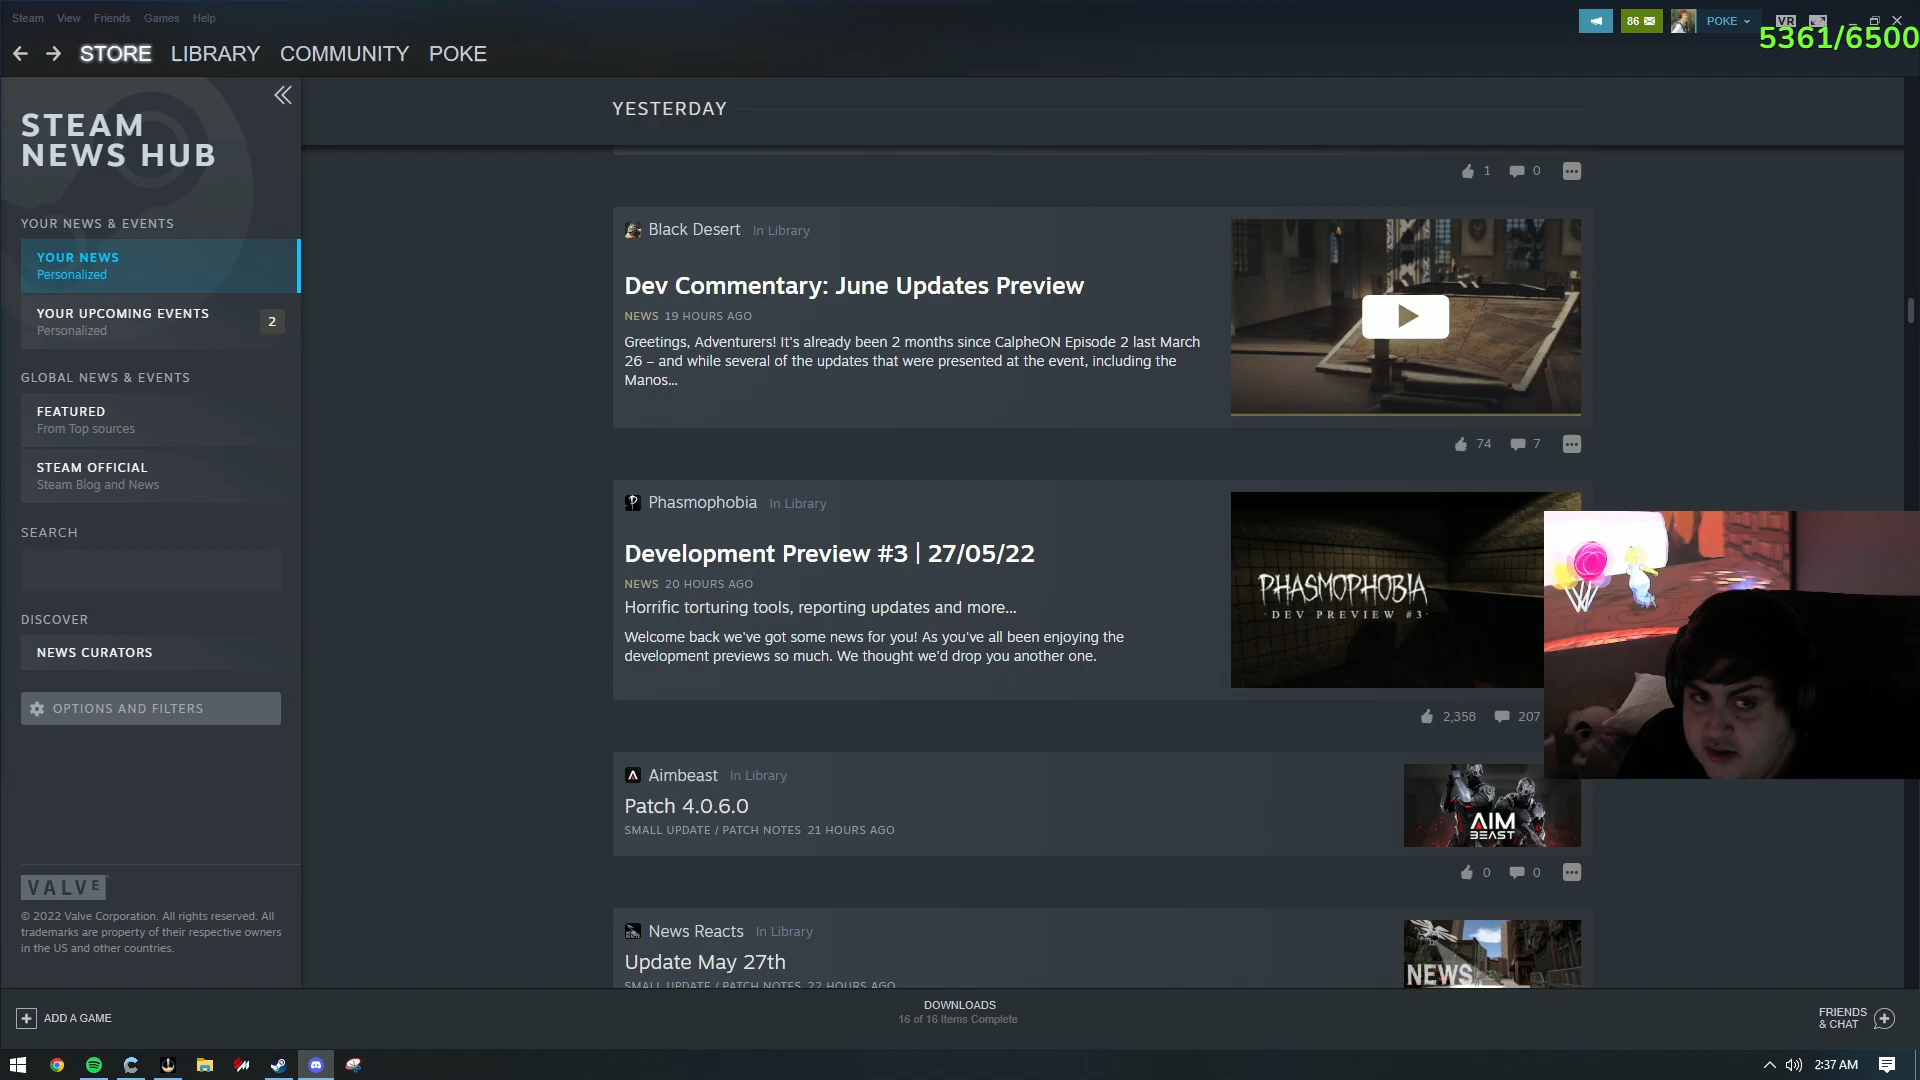 Steam View Friends Games Help
86
POKE
VR
5361/6500
STORE LIBRARY COMMUNITY POKE
STEAM
NEWS HUB
YOUR NEWS & EVENTS
YOUR NEWS
Personalized
YOUR UPCOMING EVENTS
Personalized
2
GLOBAL NEWS & EVENTS
FEATURED
From Top sources
STEAM OFFICIAL
Steam Blog and News
SEARCH
DISCOVER
NEWS CURATORS
OPTIONS AND FILTERS
VALVE
© 2022 Valve Corporation. All rights reserved. All
trademarks are property of their respective owners
in the US and other countries.
YESTERDAY
1 0
Black Desert In Library
Dev Commentary: June Updates Preview
NEWS 19 HOURS AGO
Greetings, Adventurers! It's already been 2 months since CalpheON Episode 2 last March
26 – and while several of the updates that were presented at the event, including the
Manos...
74 7
Phasmophobia In Library
Development Preview #3 | 27/05/22
NEWS 20 HOURS AGO
Horrific torturing tools, reporting updates and more...
Welcome back we've got some news for you! As you've all been enjoying the
development previews so much. We thought we'd drop you another one.
PHASMOPHOBIA
· DEV PREVIEW #3 ·
2,358 207
Aimbeast In Library
Patch 4.0.6.0
SMALL UPDATE / PATCH NOTES 21 HOURS AGO
AIM
BEAST
0 0
News Reacts In Library
Update May 27th
SMALL UPDATE / PATCH NOTES 22 HOURS AGO
NEWS
ADD A GAME
DOWNLOADS
16 of 16 Items Complete
FRIENDS
& CHAT
2:37 AM